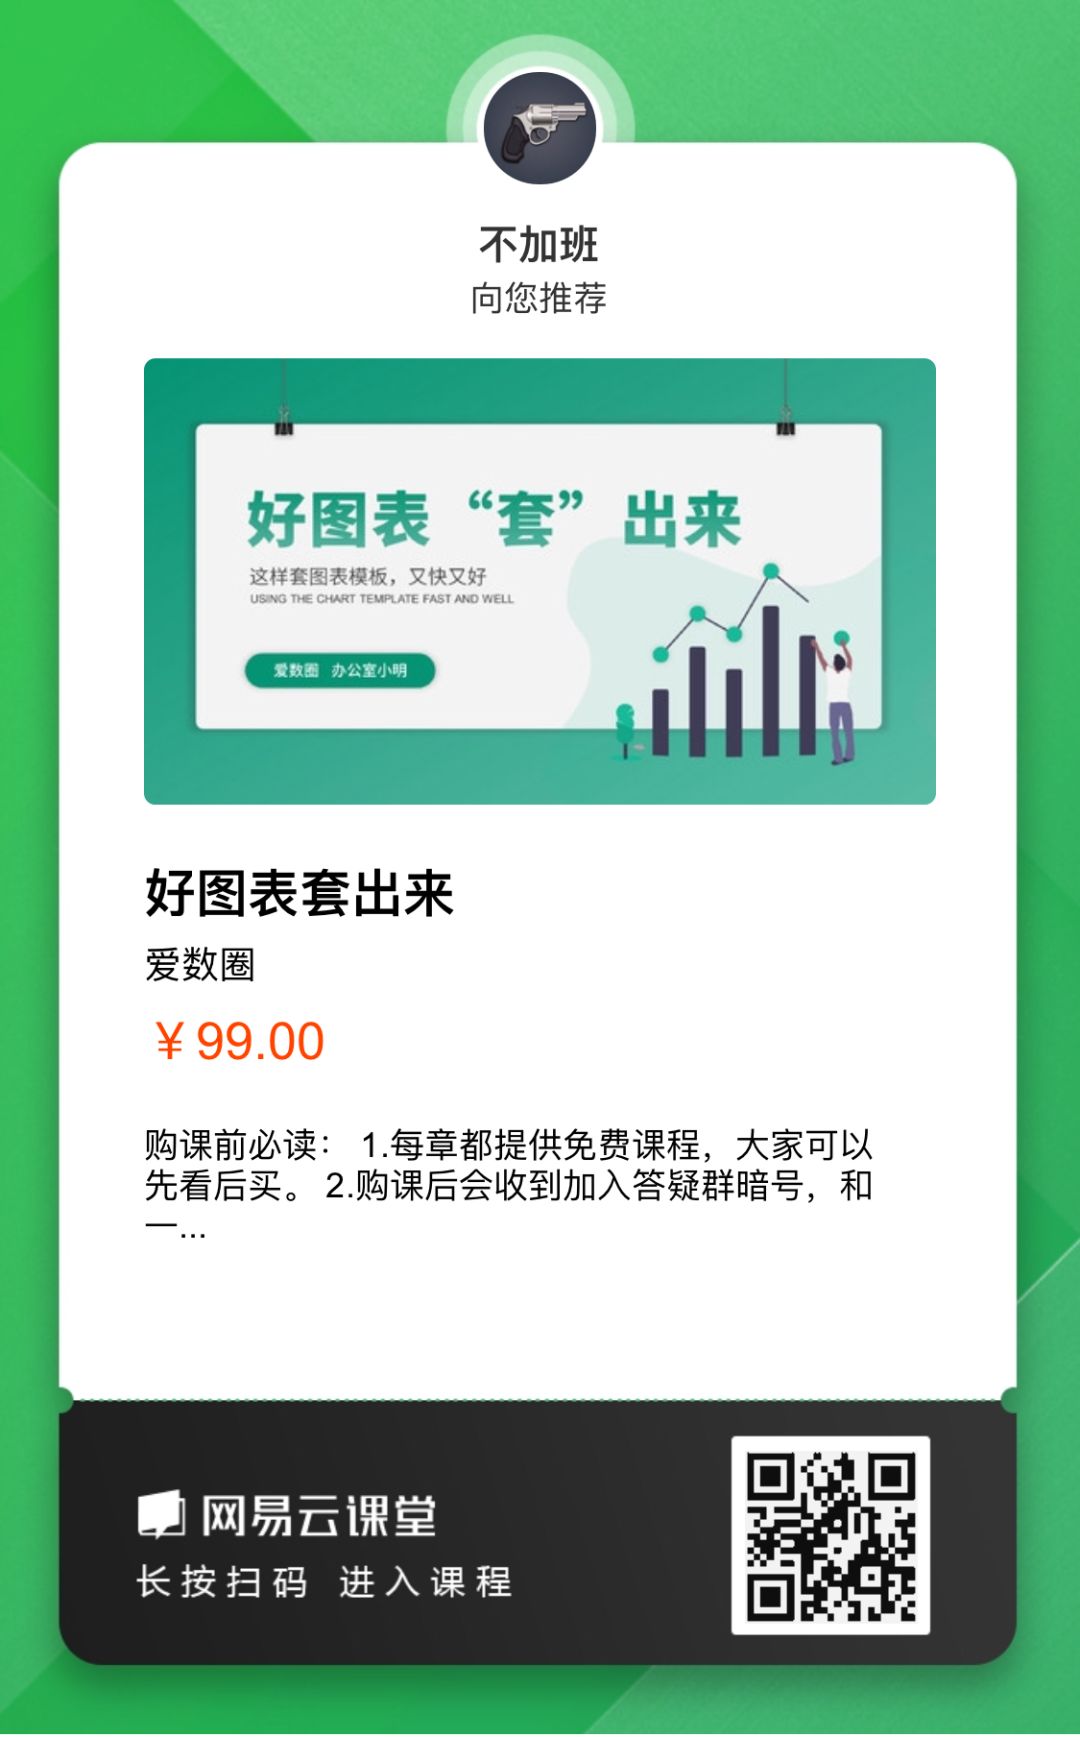 不加班
向您推荐
好图表“套”出来
这样套图表模板，又快又好
USING THE CHART TEMPLATE FAST AND WELL
爱数圈 办公室小明
好图表套出来
爱数圈
￥99.00
购课前必读： 1.每章都提供免费课程，大家可以
先看后买。 2.购课后会收到加入答疑群暗号，和
一...
网易云课堂
长按扫码 进入课程